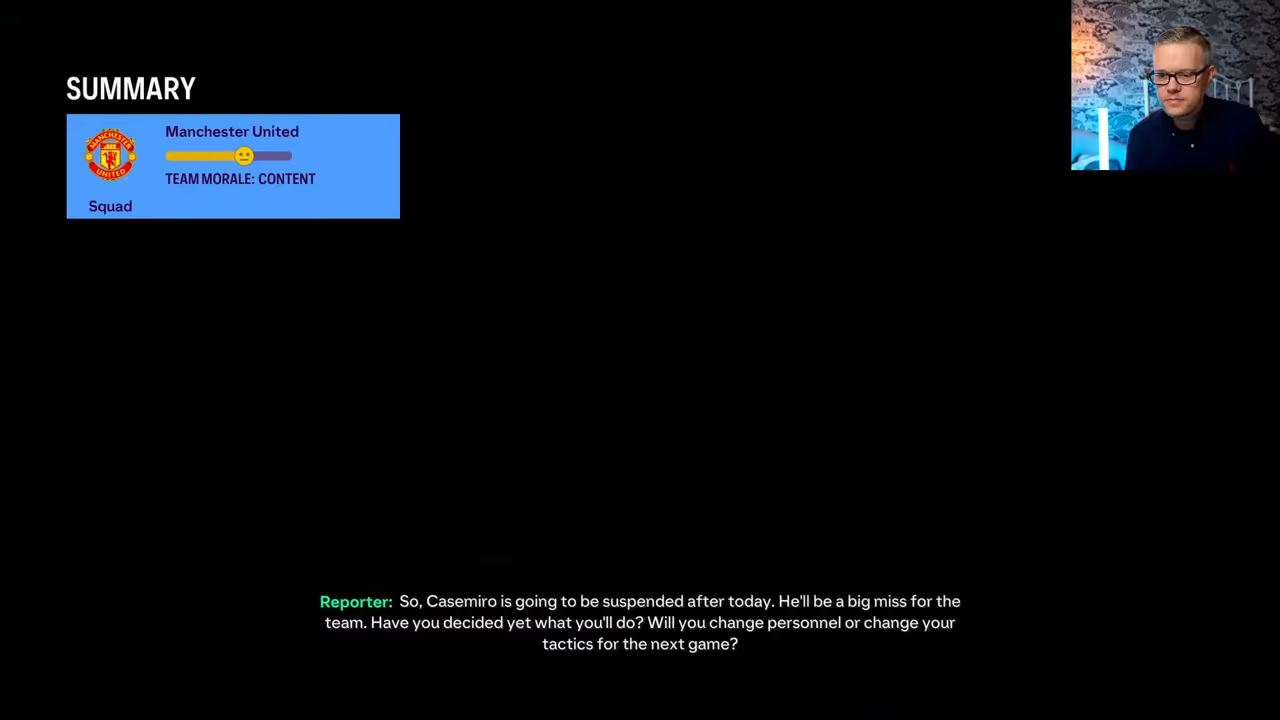 SUMMARY
Manchester United
MANCHESTER
UNITED
TEAM MORALE: CONTENT
Squad
Reporter: So, Casemiro is going to be suspended after today. He'll be a big miss for the
team. Have you decided yet what you'll do? Will you change personnel or change your
tactics for the next game?